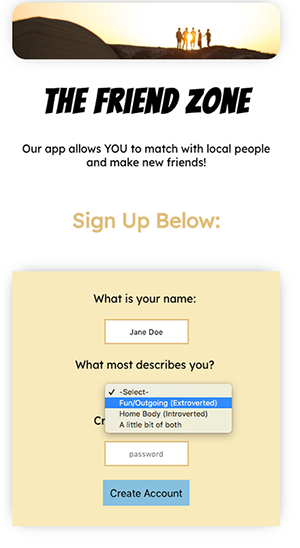 THE FRIEND ZONE
Our app allows YOU to match with local people
and make new friends!
Sign Up Below:
What is your name:
Jane Doe
What most describes you?
✓ -Select-
Fun/Outgoing (Extroverted)
Home Body (Introverted)
A little bit of both
password
Create Account